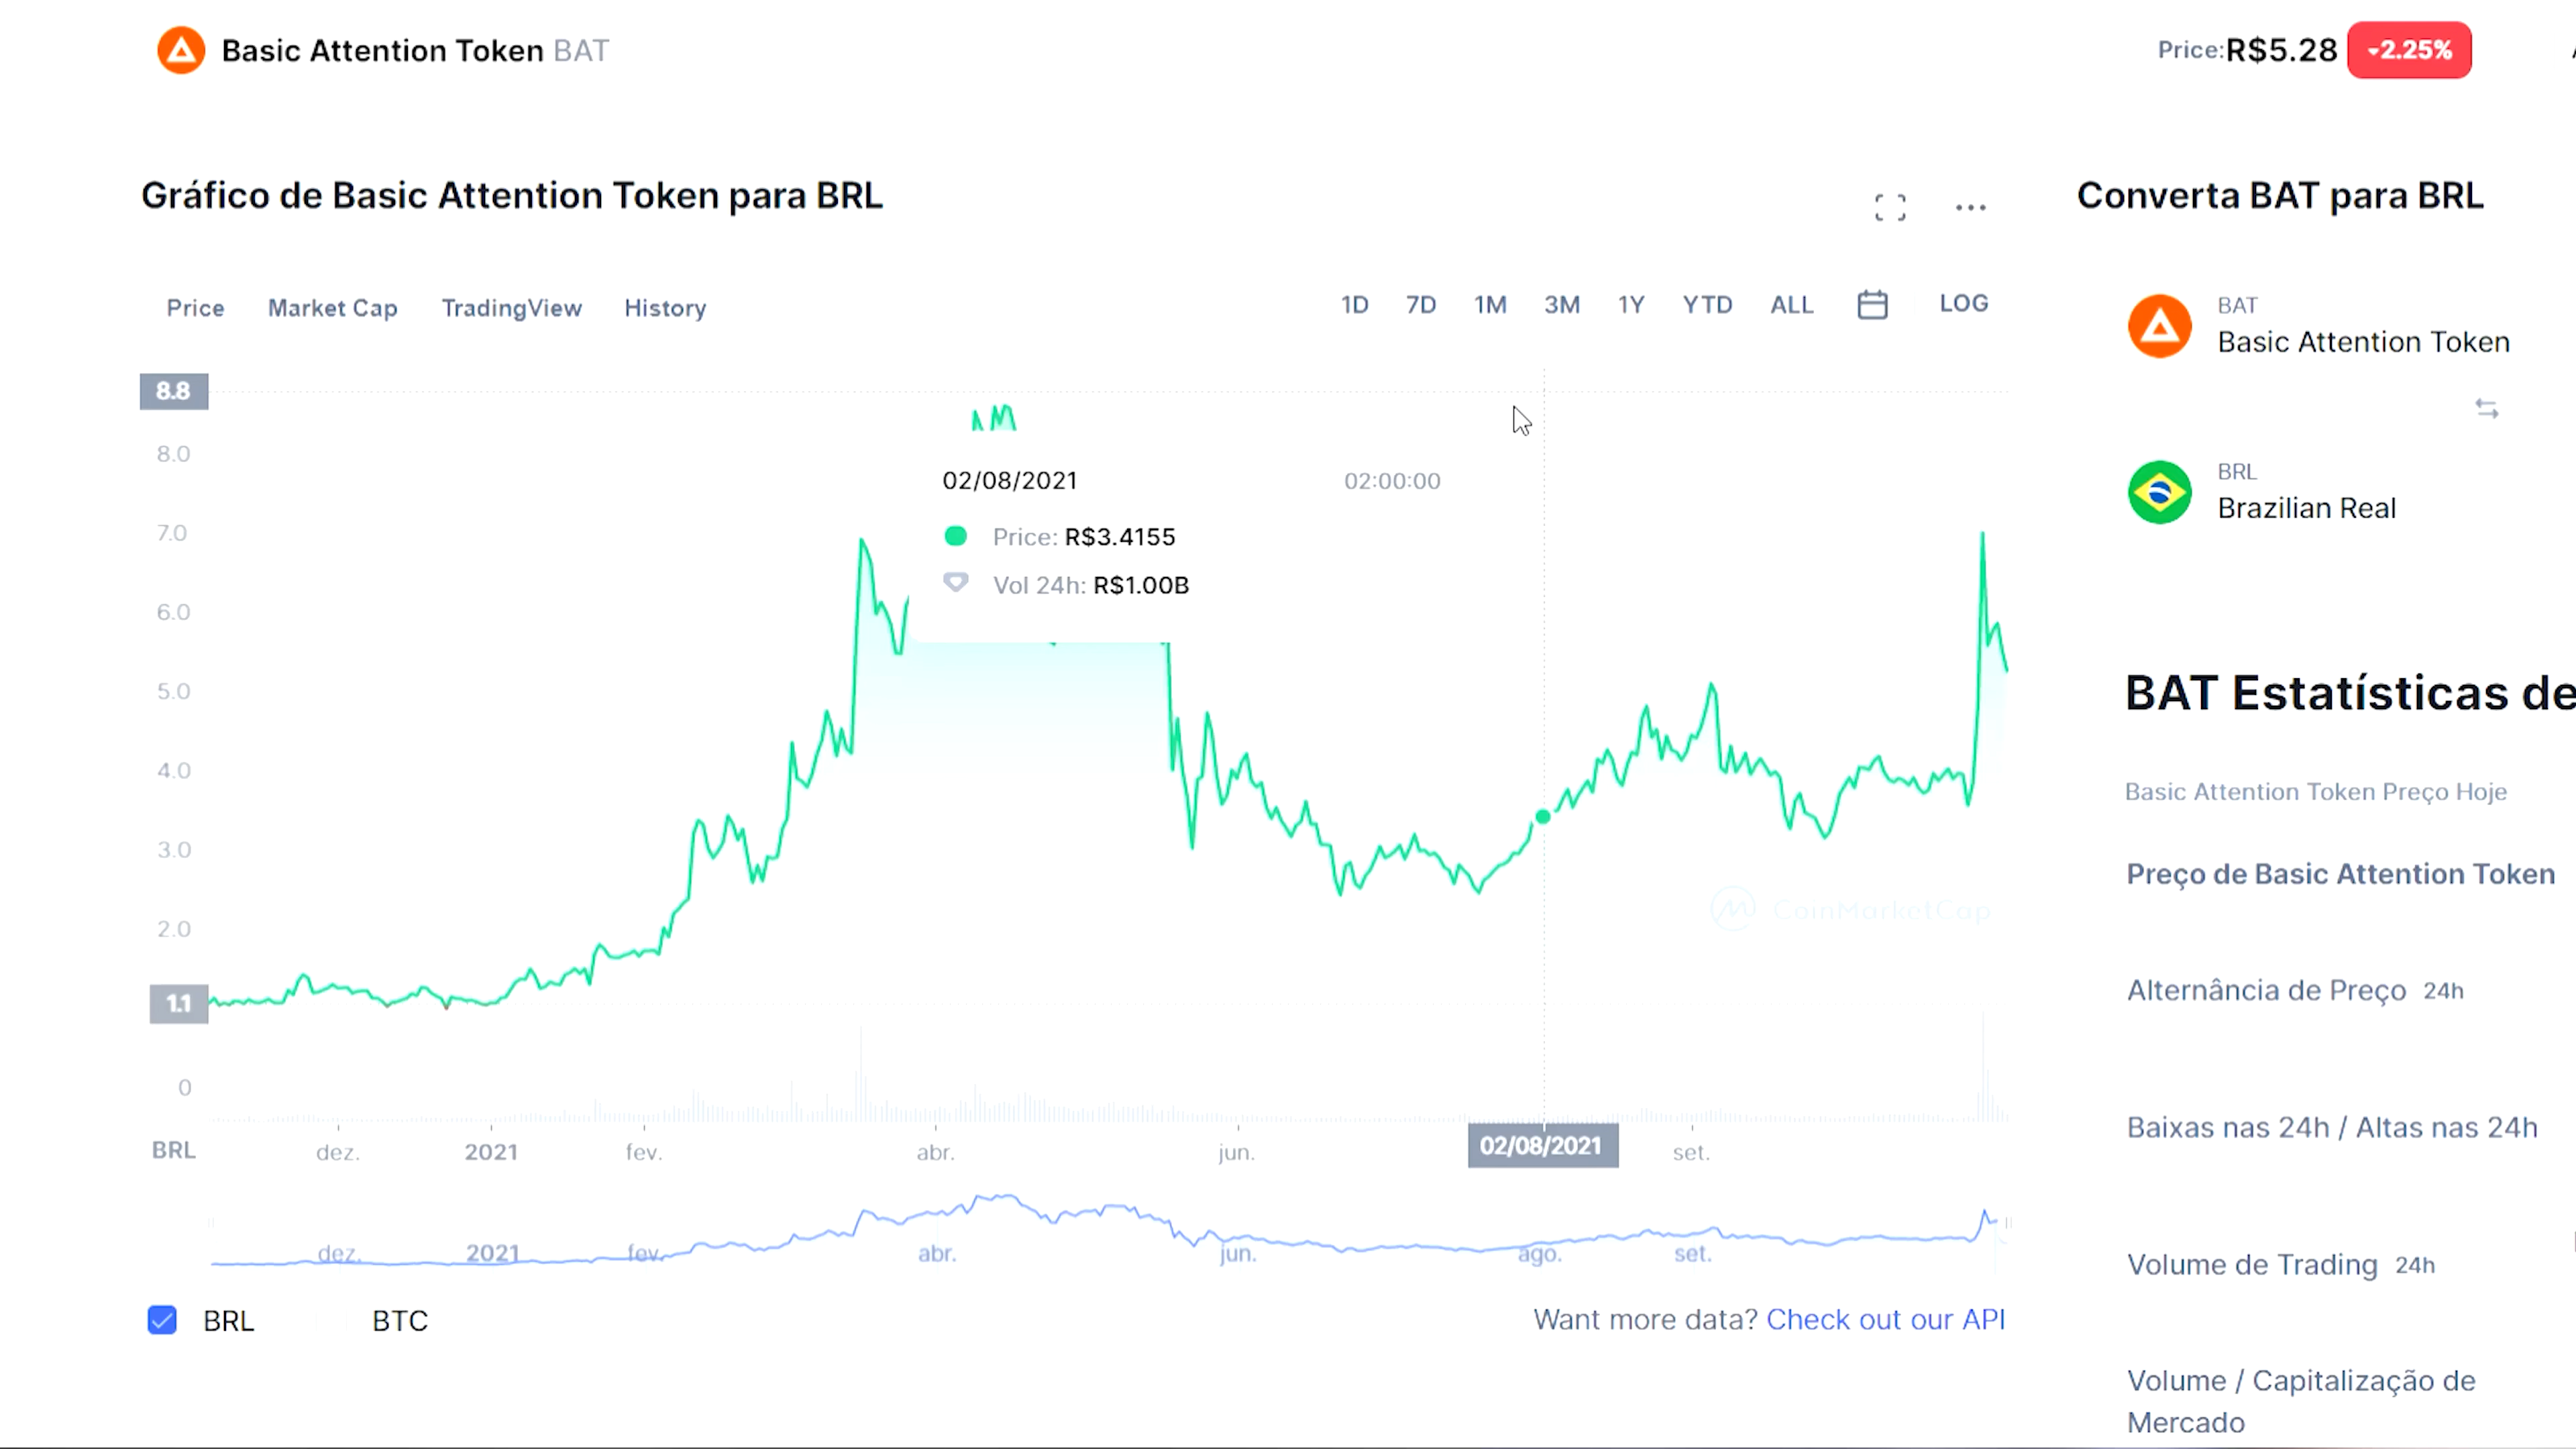 Basic Attention Token BAT
Price: R$5.28 2.25%
Gráfico de Basic Attention Token para BRL
Converta BAT para BRL
Price Market Cap TradingView History
1D 7D 1M 3M 1Y YTD ALL LOG
BAT
Basic Attention Token
BRL
Brazilian Real
8.8
8.0
7.0
6.0
5.0
4.0
3.0
2.0
1.1
0
02/08/2021 02:00:00
Price: R$3.4155
Vol 24h: R$1.00B
CoinMarketCap
BRL dez. 2021 fev. abr. jun. 02/08/2021 set.
dez. 2021 fev. abr. jun. ago. set.
BRL BTC
Want more data? Check out our API
BAT Estatísticas de
Basic Attention Token Preço Hoje
Preço de Basic Attention Token
Alternância de Preço 24h
Baixas nas 24h / Altas nas 24h
Volume de Trading 24h
Volume / Capitalização de
Mercado